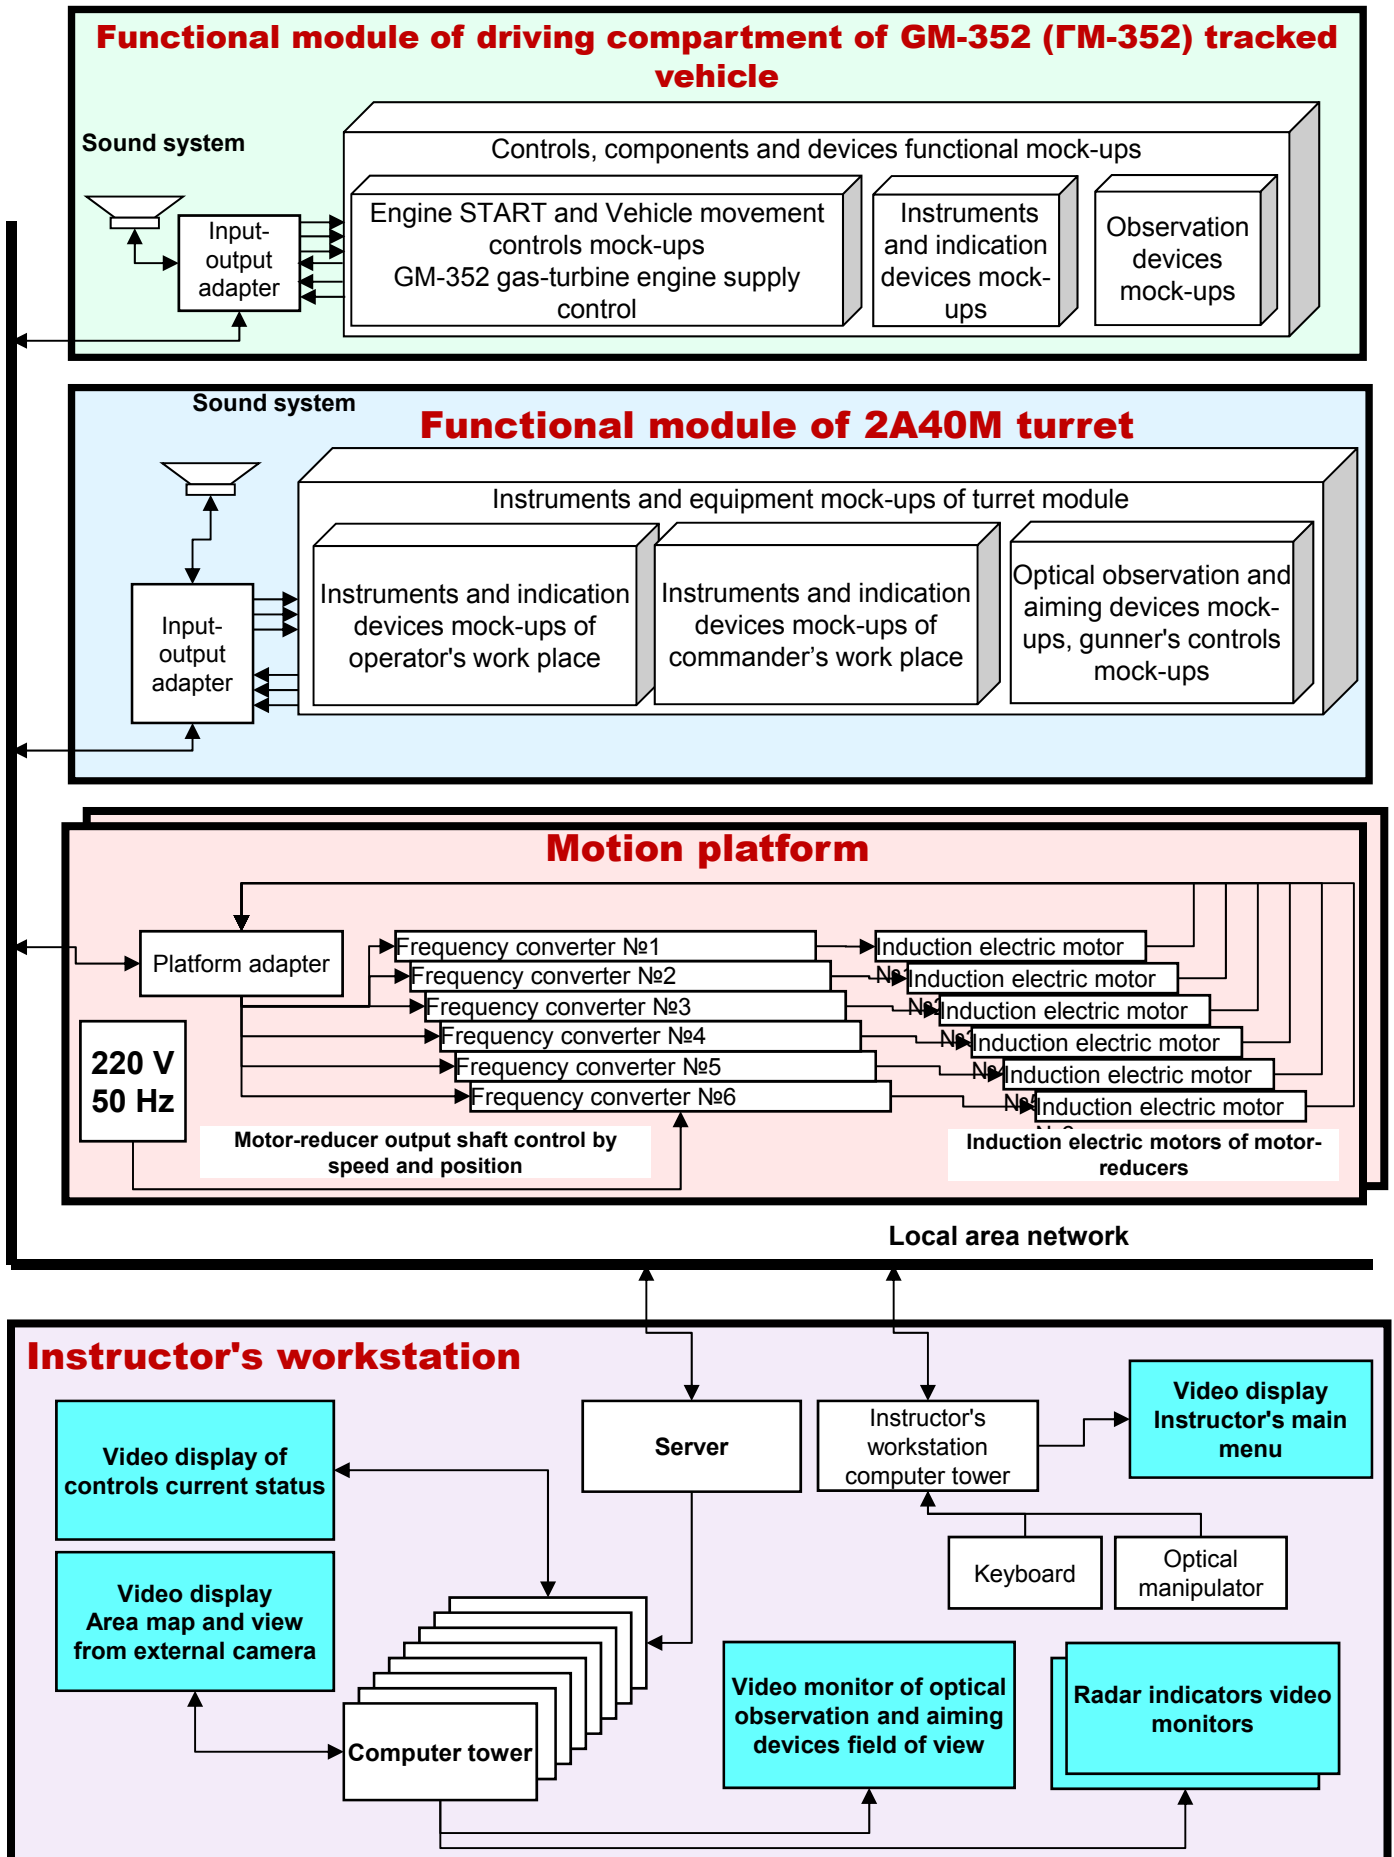 Functional module of driving compartment of GM-352 (ГМ-352) tracked
vehicle
Sound system
Controls, components and devices functional mock-ups
Input-
output
adapter
Engine START and Vehicle movement
controls mock-ups
GM-352 gas-turbine engine supply
control
Instruments
and indication
devices mock-
ups
Observation
devices
mock-ups
Sound system
Functional module of 2A40M turret
Instruments and equipment mock-ups of turret module
Input-
output
adapter
Instruments and indication
devices mock-ups of
operator's work place
Instruments and indication
devices mock-ups of
commander’s work place
Optical observation and
aiming devices mock-
ups, gunner's controls
mock-ups
Motion platform
Platform adapter
220 V
50 Hz
Frequency converter №1
Frequency converter №2
Frequency converter №3
Frequency converter №4
Frequency converter №5
Frequency converter №6
Induction electric motor
Induction electric motor
Induction electric motor
Induction electric motor
Induction electric motor
Induction electric motor
Motor-reducer output shaft control by
speed and position
Induction electric motors of motor-
reducers
Local area network
Instructor's workstation
Video display of
controls current status
Server
Instructor's
workstation
computer tower
Video display
Instructor's main
menu
Keyboard
Optical
manipulator
Video display
Area map and view
from external camera
Computer tower
Video monitor of optical
observation and aiming
devices field of view
Radar indicators video
monitors